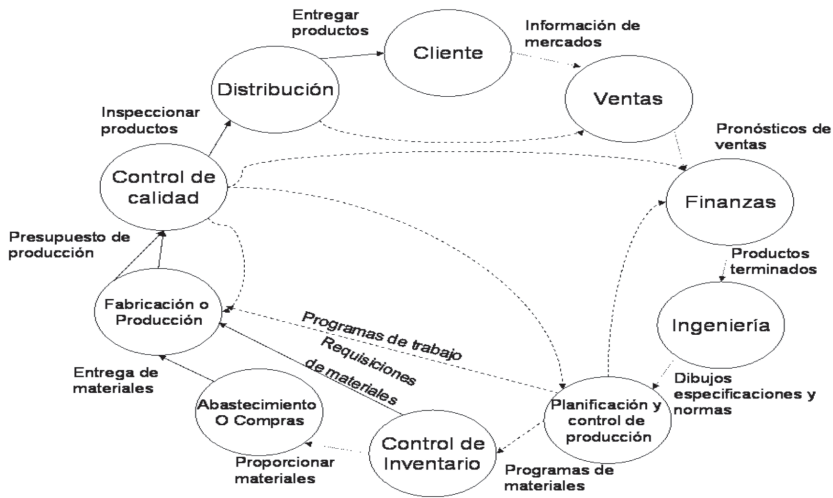 Entregar
productos
Cliente
Información de
mercados
Distribución
Ventas
Inspeccionar
productos
Pronósticos de
ventas
Control de
calidad
Finanzas
Presupuesto de
producción
Productos
terminados
Fabricación o
Producción
Programas de trabajo
Ingeniería
Requisiciones
de materiales
Entrega de
materiales
Dibujos
especificaciones y
normas
Abastecimiento
O Compras
Planificación y
control de
producción
Control de
Inventario
Proporcionar
materiales
Programas de
materiales